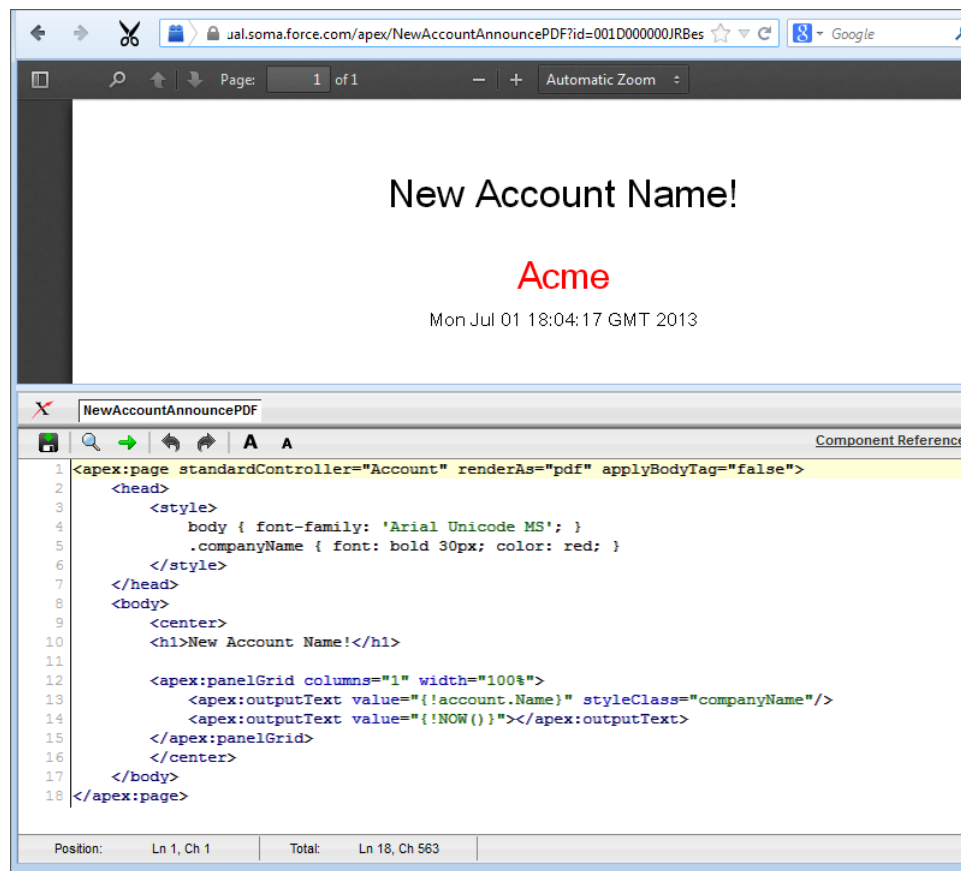 ual.soma.force.com/apex/NewAccountAnnouncePDF?id=001D000000JRBes
8 Google
Page: 1 of 1 Automatic Zoom
New Account Name!
Acme
Mon Jul 01 18:04:17 GMT 2013
NewAccountAnnouncePDF
A A Component Reference
1 <apex:page standardController="Account" renderAs="pdf" applyBodyTag="false">
2 <head>
3 <style>
4 body { font-family: 'Arial Unicode MS'; }
5 .companyName { font: bold 30px; color: red; }
6 </style>
7 </head>
8 <body>
9 <center>
10 <h1>New Account Name!</h1>
11
12 <apex:panelGrid columns="1" width="100%">
13 <apex:outputText value="{!account.Name}" styleClass="companyName"/>
14 <apex:outputText value="{!NOW()}"></apex:outputText>
15 </apex:panelGrid>
16 </center>
17 </body>
18 </apex:page>
Position: Ln 1, Ch 1 Total: Ln 18, Ch 563